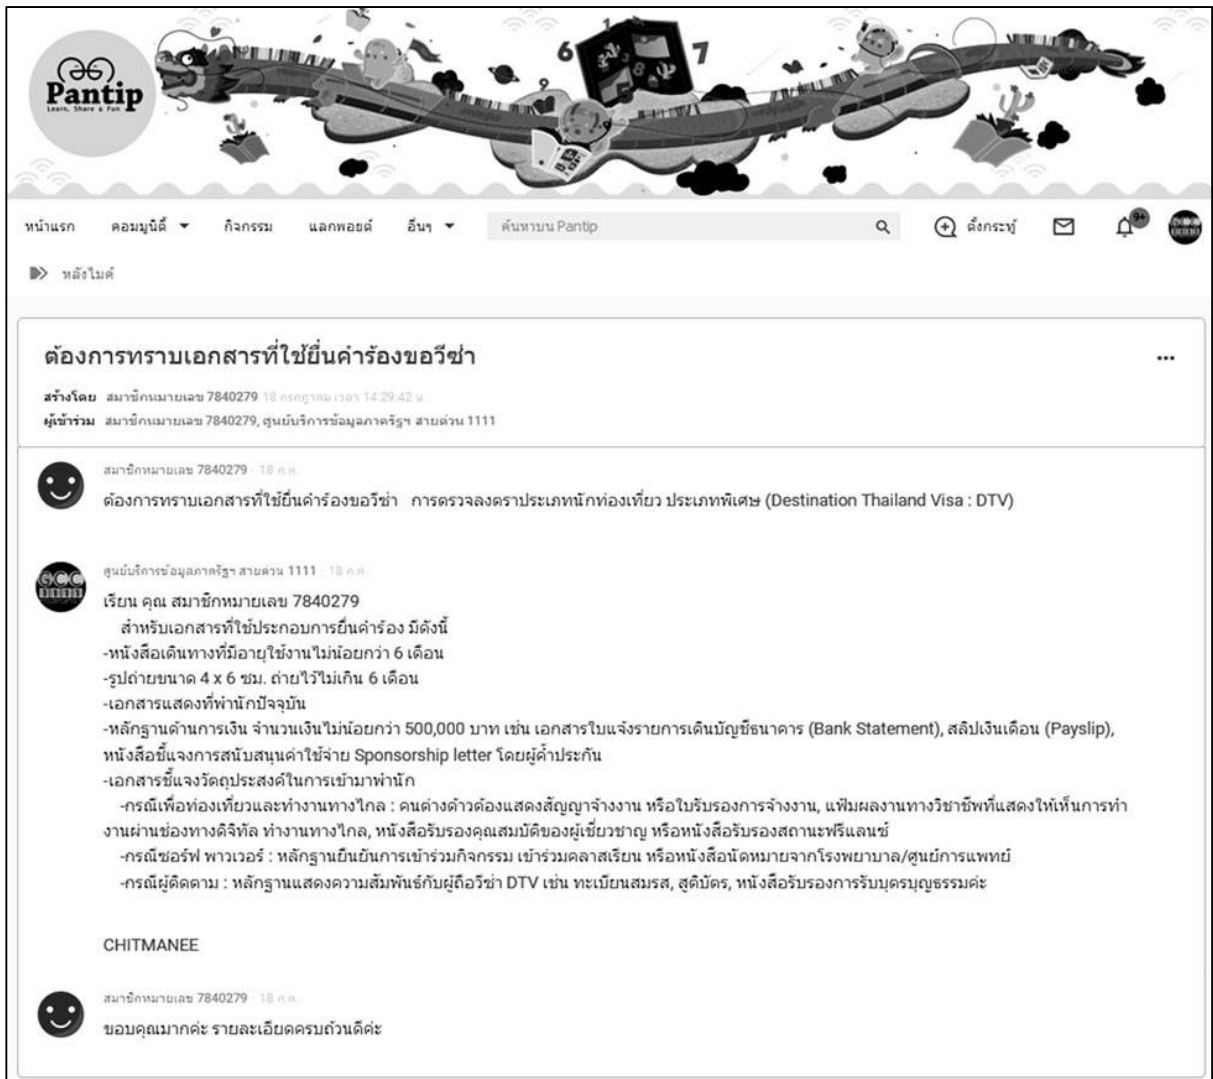 Pantip
Learn, Share & Fun
1
6
7
3
8
9
หน้าแรก คอมมูนิตี้ กิจกรรม แลกพอยต์ อื่นๆ ค้นหาบน Pantip ตั้งกระทู้ 9+
หลังไมค์
ต้องการทราบเอกสารที่ใช้ยื่นคำร้องขอวีซ่า
สร้างโดย สมาชิกหมายเลข 7840279 18 กรกฎาคม เวลา 14:29:42 น.
ผู้เข้าร่วม สมาชิกหมายเลข 7840279, ศูนย์บริการข้อมูลภาครัฐฯ สายด่วน 1111
สมาชิกหมายเลข 7840279 · 18 ก.ค.
ต้องการทราบเอกสารที่ใช้ยื่นคำร้องขอวีซ่า การตรวจลงตราประเภทนักท่องเที่ยว ประเภทพิเศษ (Destination Thailand Visa : DTV)
GCC
1111
ศูนย์บริการข้อมูลภาครัฐฯ สายด่วน 1111 · 18 ก.ค.
เรียน คุณ สมาชิกหมายเลข 7840279
สำหรับเอกสารที่ใช้ประกอบการยื่นคำร้อง มีดังนี้
-หนังสือเดินทางที่มีอายุใช้งานไม่น้อยกว่า 6 เดือน
-รูปถ่ายขนาด 4 x 6 ซม. ถ่ายไว้ไม่เกิน 6 เดือน
-เอกสารแสดงที่พำนักปัจจุบัน
-หลักฐานด้านการเงิน จำนวนเงินไม่น้อยกว่า 500,000 บาท เช่น เอกสารใบแจ้งรายการเดินบัญชีธนาคาร (Bank Statement), สลิปเงินเดือน (Payslip),
หนังสือชี้แจงการสนับสนุนค่าใช้จ่าย Sponsorship letter โดยผู้ค้ำประกัน
-เอกสารชี้แจงวัตถุประสงค์ในการเข้ามาพำนัก
-กรณีเพื่อท่องเที่ยวและทำงานทางไกล : คนต่างด้าวต้องแสดงสัญญาจ้างงาน หรือใบรับรองการจ้างงาน, แฟ้มผลงานทางวิชาชีพที่แสดงให้เห็นการทำ
งานผ่านช่องทางดิจิทัล ทำงานทางไกล, หนังสือรับรองคุณสมบัติของผู้เชี่ยวชาญ หรือหนังสือรับรองสถานะฟรีแลนซ์
-กรณีซอร์ฟ พาวเวอร์ : หลักฐานยืนยันการเข้าร่วมกิจกรรม เข้าร่วมคลาสเรียน หรือหนังสือนัดหมายจากโรงพยาบาล/ศูนย์การแพทย์
-กรณีผู้ติดตาม : หลักฐานแสดงความสัมพันธ์กับผู้ถือวีซ่า DTV เช่น ทะเบียนสมรส, สูติบัตร, หนังสือรับรองการรับบุตรบุญธรรมค่ะ
CHITMANEE
สมาชิกหมายเลข 7840279 · 18 ก.ค.
ขอบคุณมากค่ะ รายละเอียดครบถ้วนดีค่ะ